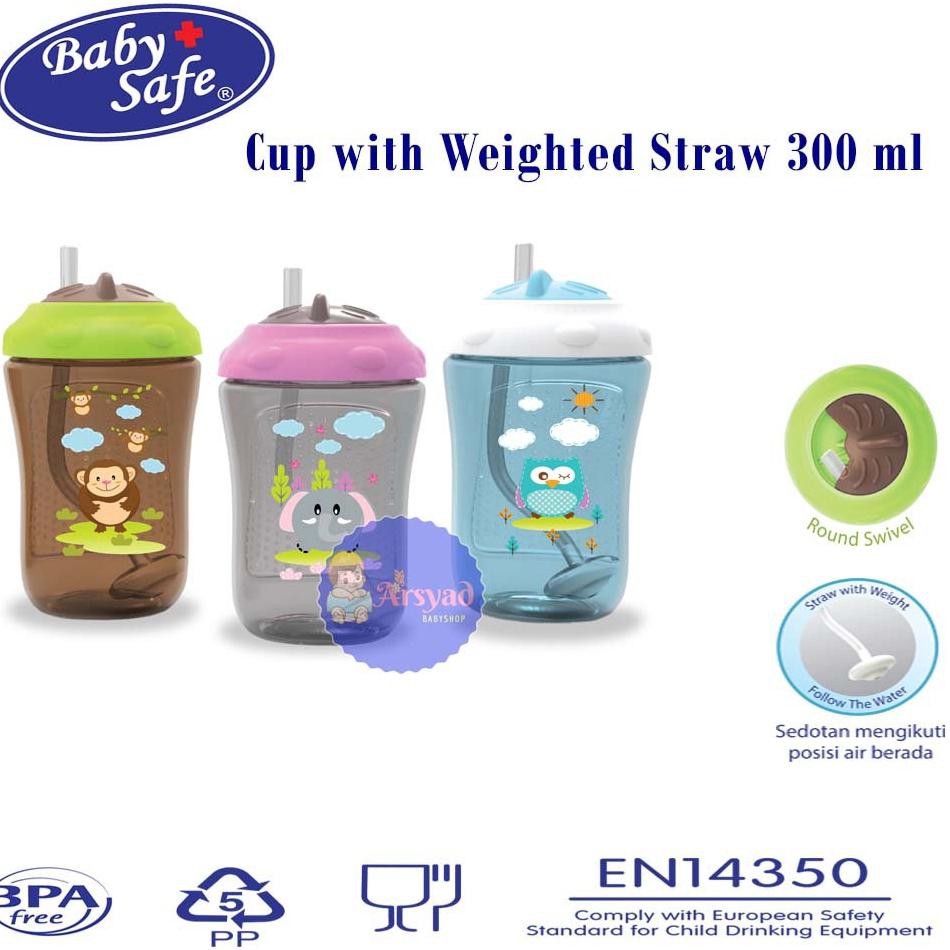 Baby
Safe®
Cup with Weighted Straw 300 ml
Round Swivel
Arsyad
BABYSHOP
Straw with Weight
Follow The Water
Sedotan mengikuti
posisi air berada
BPA
free
5
PP
EN14350
Comply with European Safety
Standard for Child Drinking Equipment